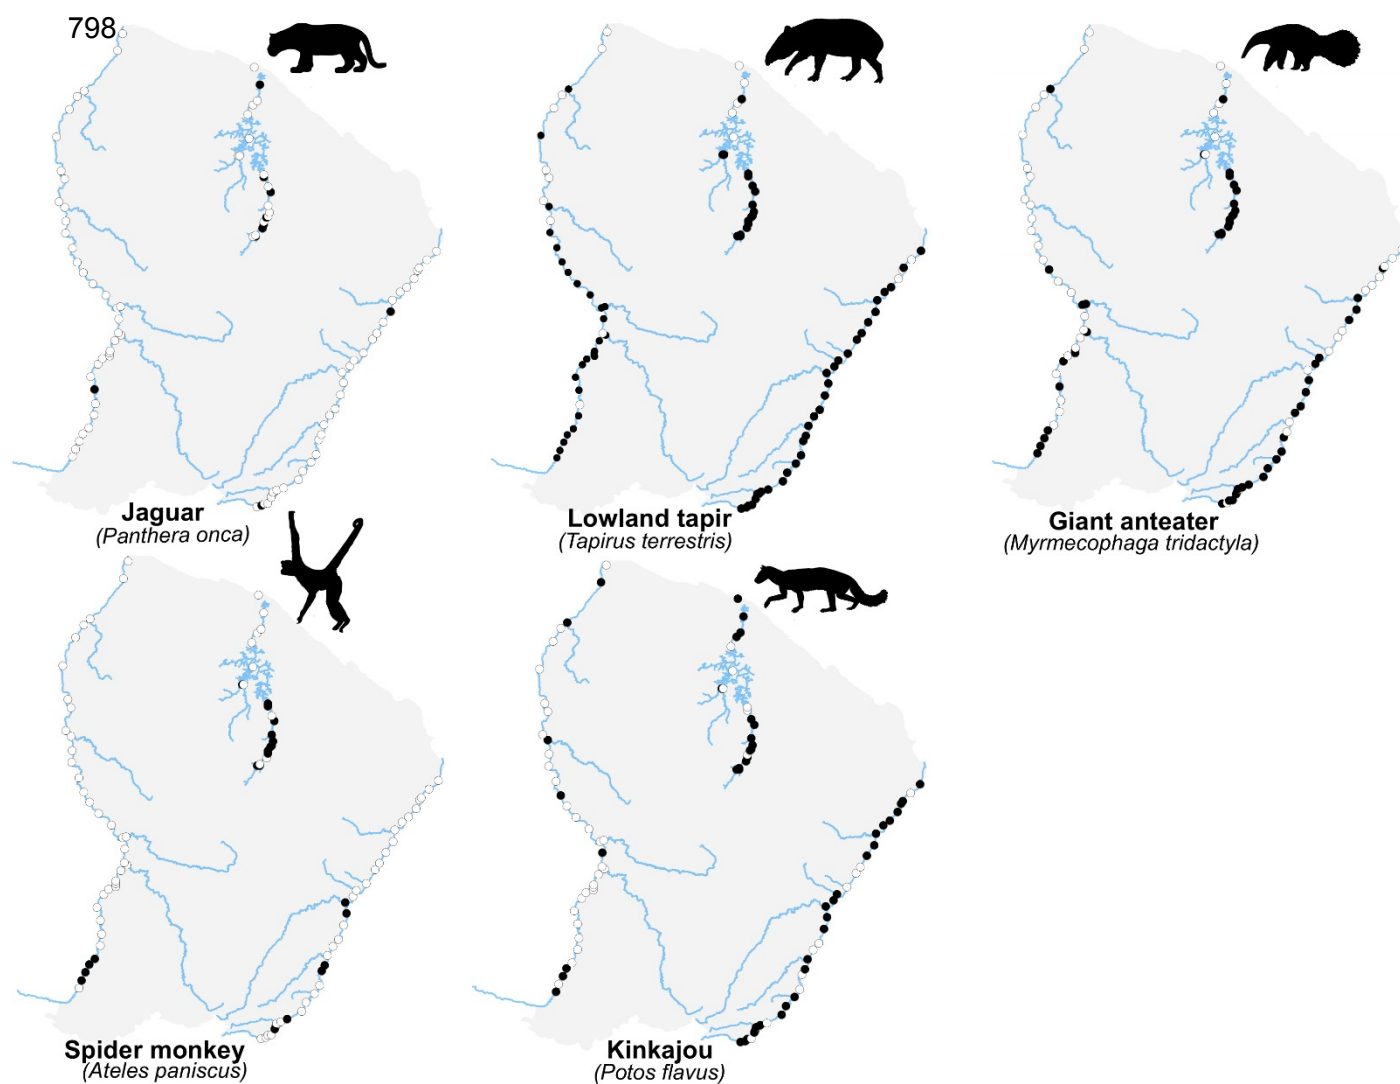 798
Jaguar
(Panthera onca)
Lowland tapir
(Tapirus terrestris)
Giant anteater
(Myrmecophaga tridactyla)
Spider monkey
(Ateles paniscus)
Kinkajou
(Potos flavus)